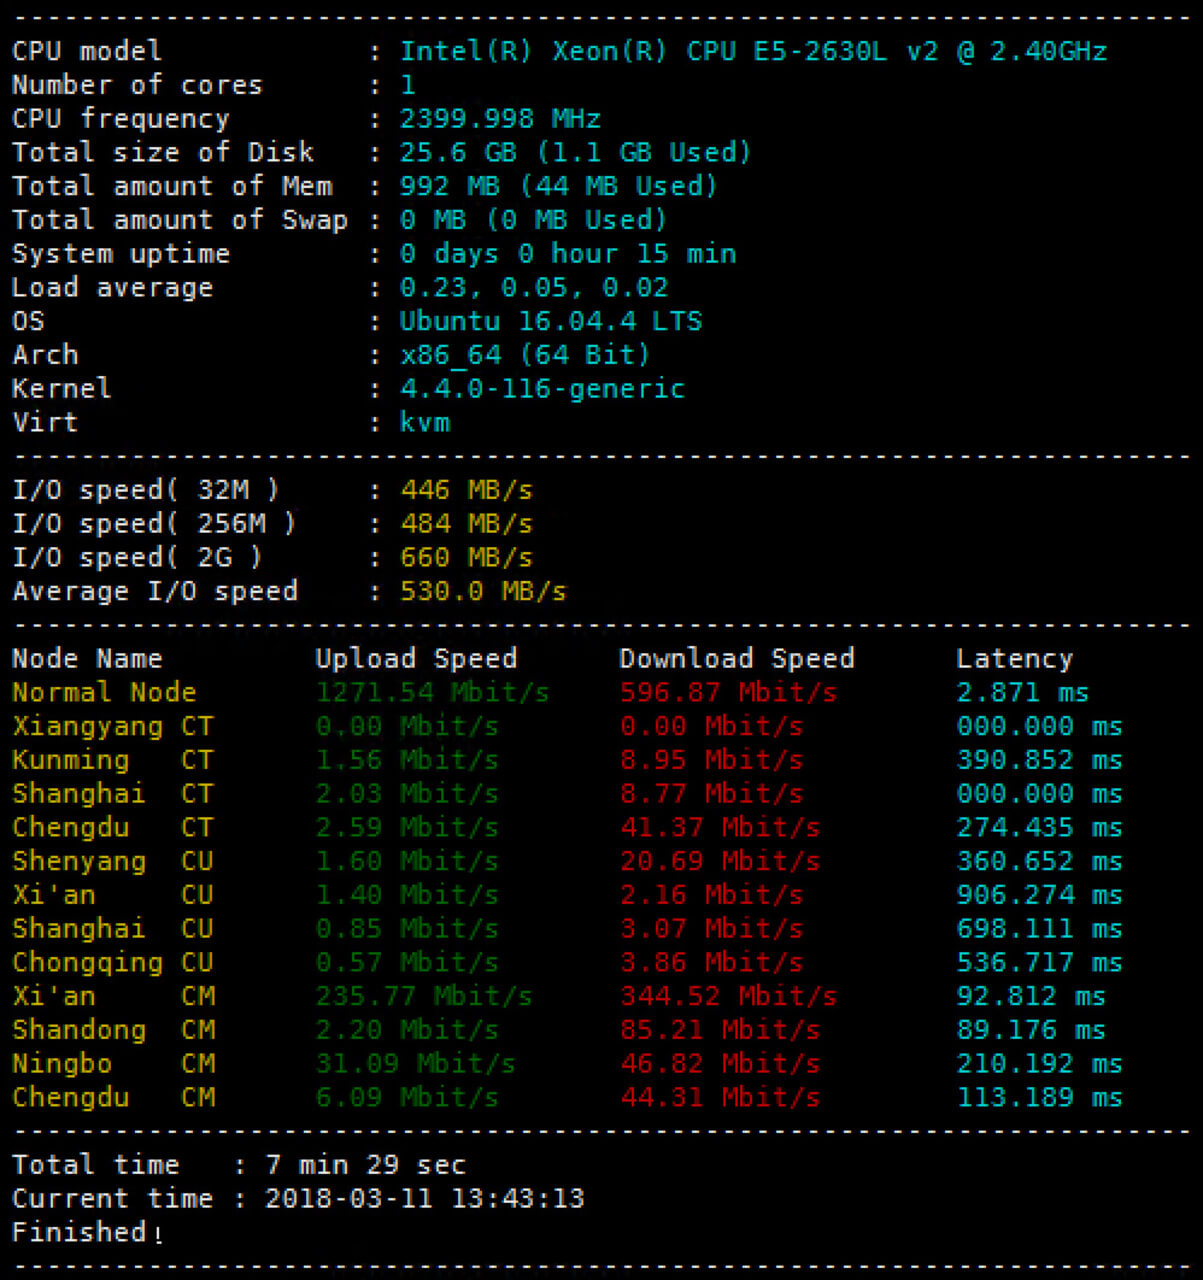 ----------------------------------------------------------------------
CPU model            : Intel(R) Xeon(R) CPU E5-2630L v2 @ 2.40GHz
Number of cores      : 1
CPU frequency        : 2399.998 MHz
Total size of Disk   : 25.6 GB (1.1 GB Used)
Total amount of Mem  : 992 MB (44 MB Used)
Total amount of Swap : 0 MB (0 MB Used)
System uptime        : 0 days 0 hour 15 min
Load average         : 0.23, 0.05, 0.02
OS                   : Ubuntu 16.04.4 LTS
Arch                 : x86_64 (64 Bit)
Kernel               : 4.4.0-116-generic
Virt                 : kvm
----------------------------------------------------------------------
I/O speed( 32M )     : 446 MB/s
I/O speed( 256M )    : 484 MB/s
I/O speed( 2G )      : 660 MB/s
Average I/O speed    : 530.0 MB/s
----------------------------------------------------------------------
Node Name         Upload Speed      Download Speed      Latency
Normal Node       1271.54 Mbit/s    596.87 Mbit/s       2.871 ms
Xiangyang CT      0.00 Mbit/s       0.00 Mbit/s         000.000 ms
Kunming   CT      1.56 Mbit/s       8.95 Mbit/s         390.852 ms
Shanghai  CT      2.03 Mbit/s       8.77 Mbit/s         000.000 ms
Chengdu   CT      2.59 Mbit/s       41.37 Mbit/s        274.435 ms
Shenyang  CU      1.60 Mbit/s       20.69 Mbit/s        360.652 ms
Xi'an     CU      1.40 Mbit/s       2.16 Mbit/s         906.274 ms
Shanghai  CU      0.85 Mbit/s       3.07 Mbit/s         698.111 ms
Chongqing CU      0.57 Mbit/s       3.86 Mbit/s         536.717 ms
Xi'an     CM      235.77 Mbit/s     344.52 Mbit/s       92.812 ms
Shandong  CM      2.20 Mbit/s       85.21 Mbit/s        89.176 ms
Ningbo    CM      31.09 Mbit/s      46.82 Mbit/s        210.192 ms
Chengdu   CM      6.09 Mbit/s       44.31 Mbit/s        113.189 ms
----------------------------------------------------------------------
Total time   : 7 min 29 sec
Current time : 2018-03-11 13:43:13
Finished!
----------------------------------------------------------------------